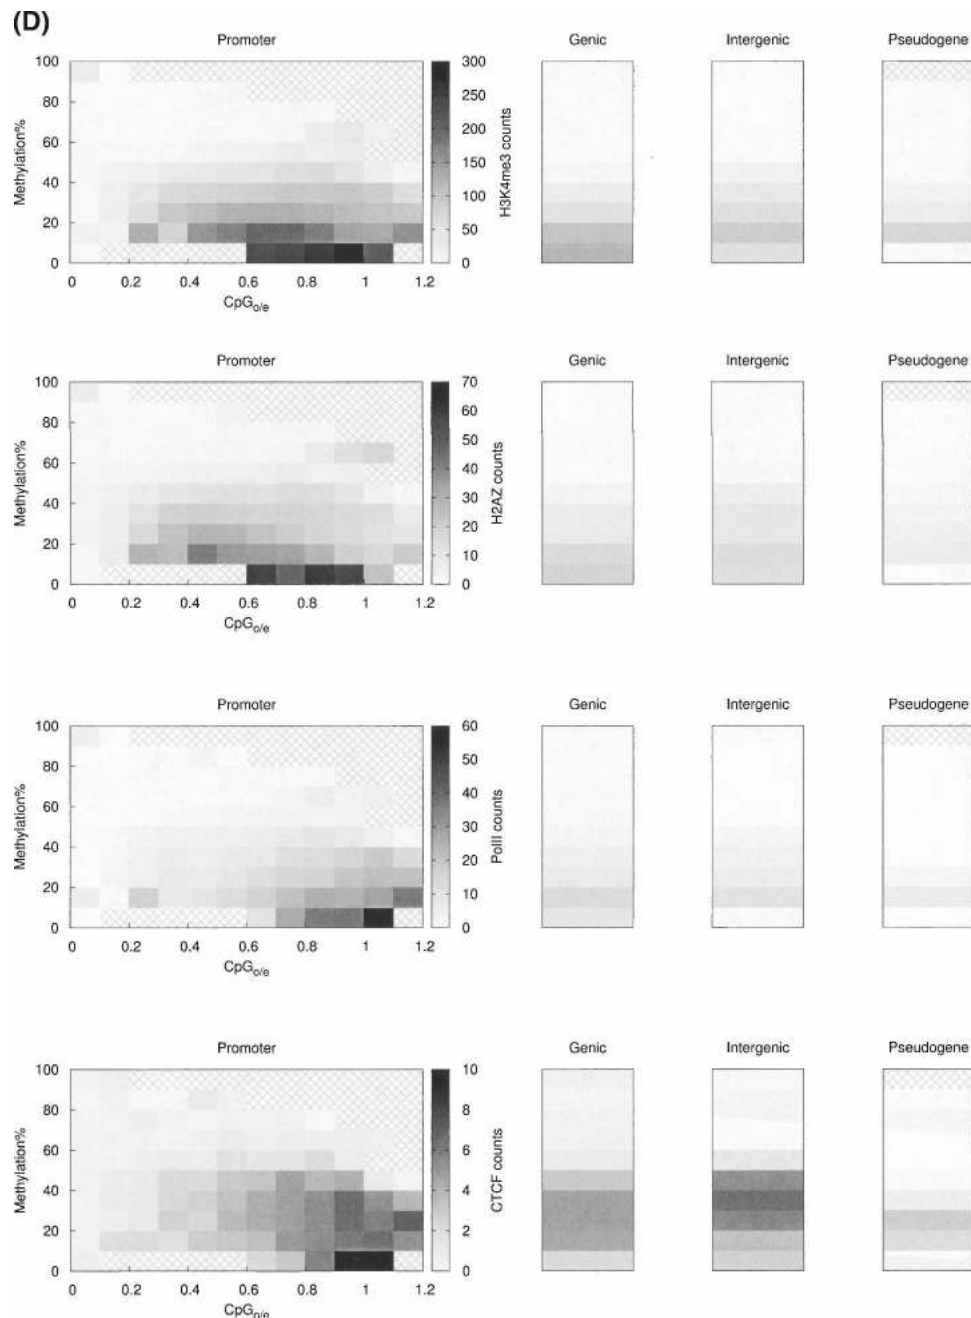 (D)
Promoter Genic Intergenic Pseudogene
100 300
80 250
60 200
150
40 100
20 50
0 0
Methylation%
H3K4me3 counts
0 0.2 0.4 0.6 0.8 1 1.2
CpGo/e
Promoter Genic Intergenic Pseudogene
100 70
80 60
50
60 40
40 30
20
20 10
0 0
Methylation%
H2AZ counts
0 0.2 0.4 0.6 0.8 1 1.2
CpGo/e
Promoter Genic Intergenic Pseudogene
100 60
80 50
60 40
30
40 20
20 10
0 0
Methylation%
PolII counts
0 0.2 0.4 0.6 0.8 1 1.2
CpGo/e
Promoter Genic Intergenic Pseudogene
100 10
80 8
60 6
40 4
20 2
0 0
Methylation%
CTCF counts
0 0.2 0.4 0.6 0.8 1 1.2
CpGo/e